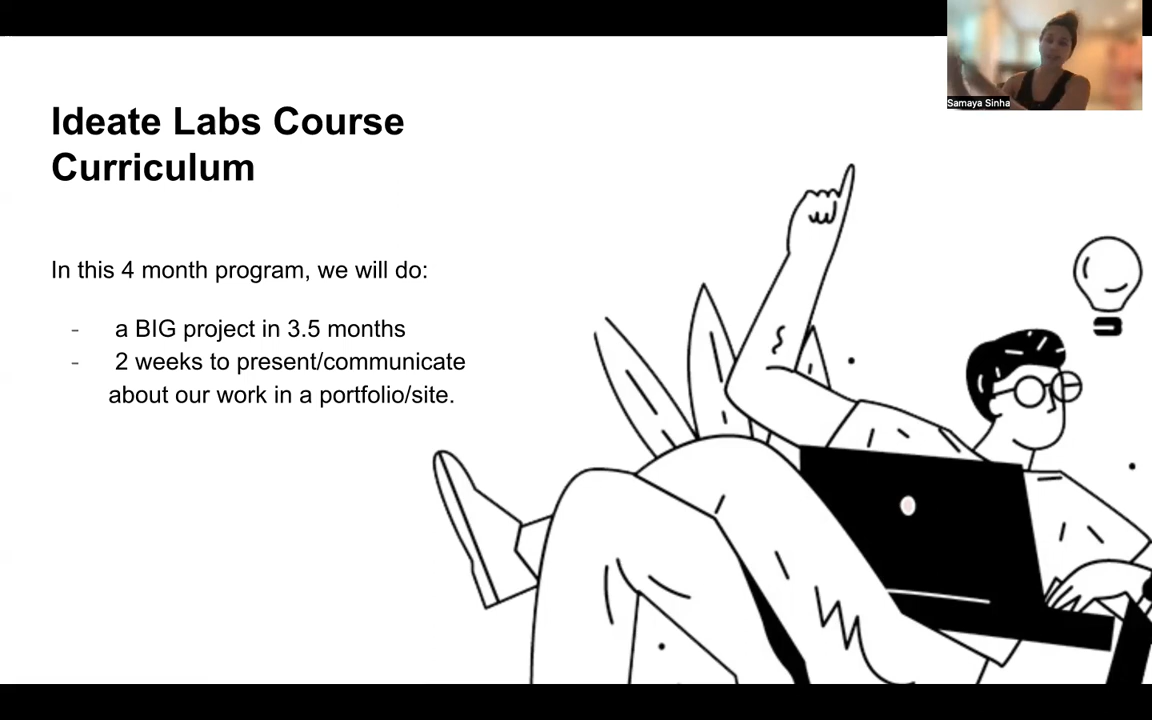 Samaya Sinha
Ideate Labs Course
Curriculum
In this 4 month program, we will do:
- a BIG project in 3.5 months
- 2 weeks to present/communicate
about our work in a portfolio/site.